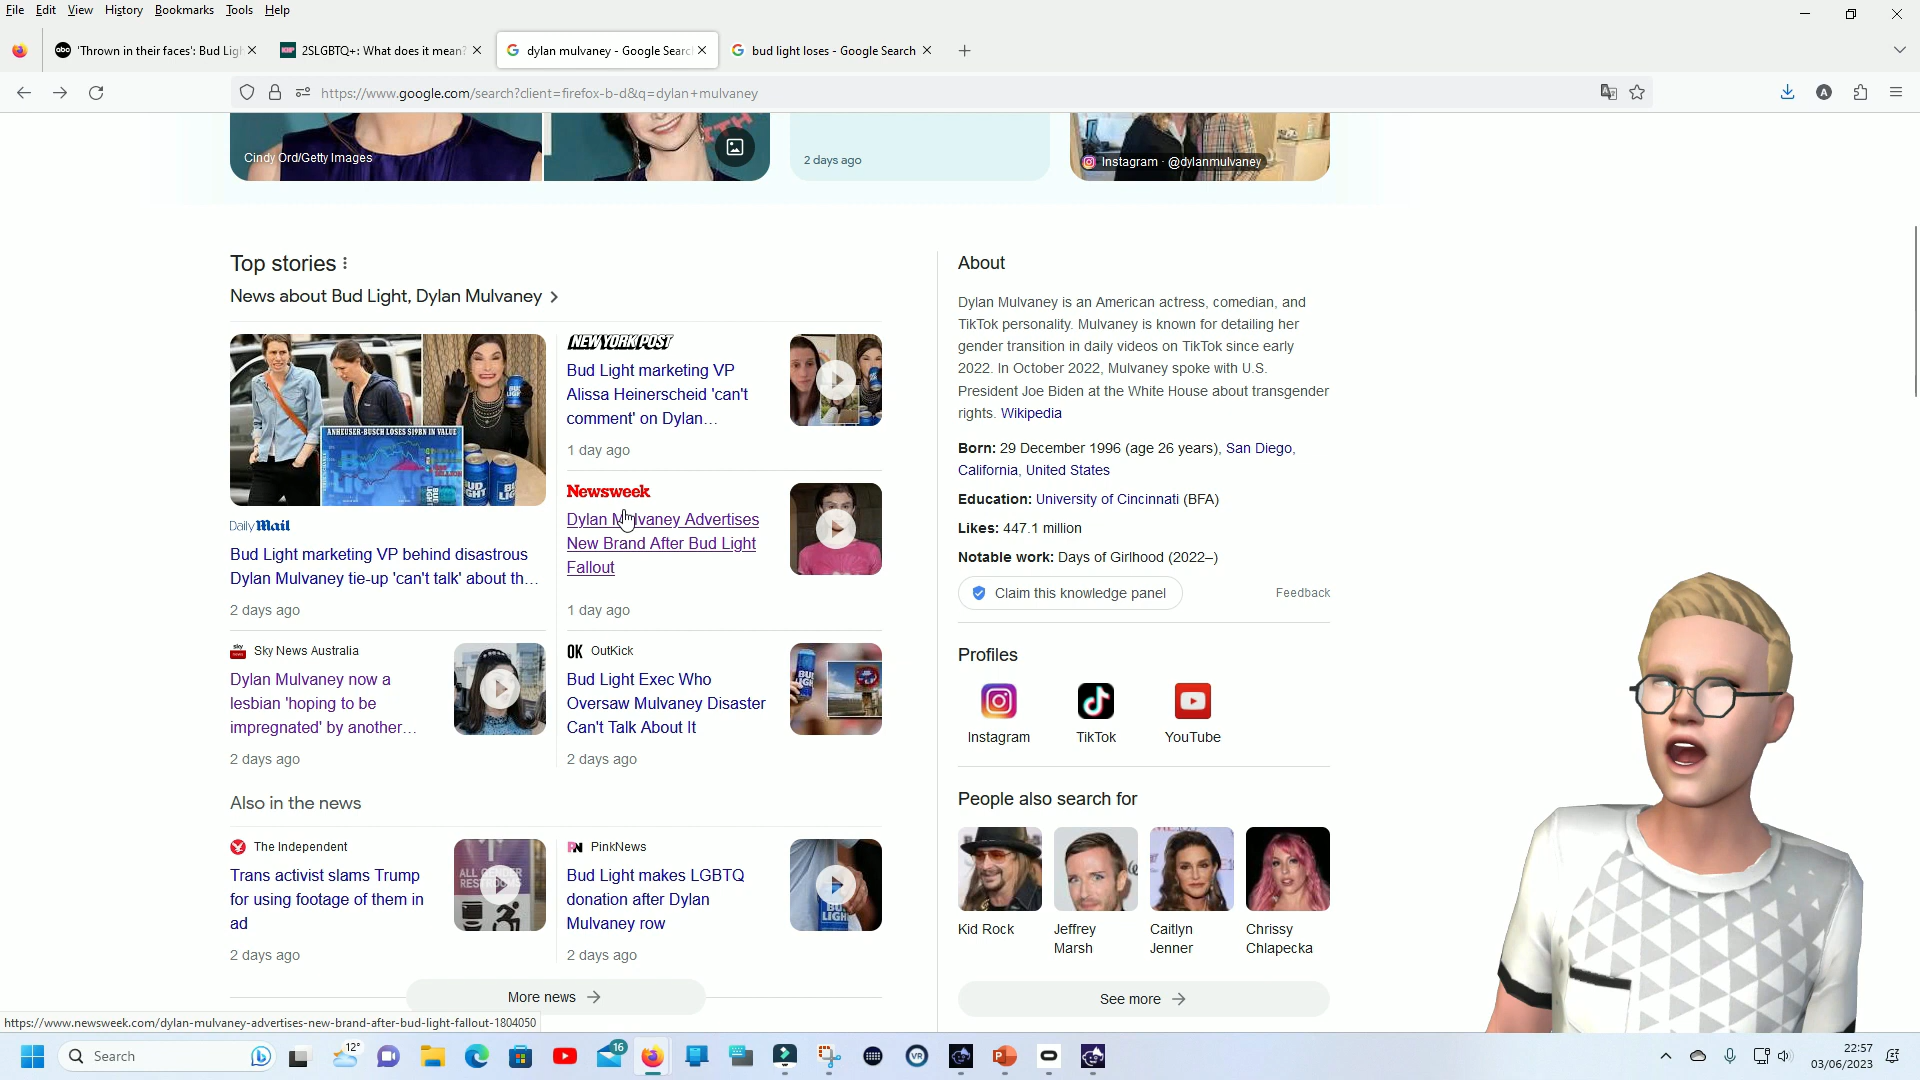 File Edit View History Bookmarks Tools Help
'Thrown in their faces': Bud Ligh
2SLGBTQ+: What does it mean?
dylan mulvaney - Google Searc
bud light loses - Google Search
https://www.google.com/search?client=firefox-b-d&q=dylan+mulvaney
Cindy Ord/Getty Images
2 days ago
Instagram · @dylanmulvaney
Top stories
News about Bud Light, Dylan Mulvaney
ANHEUSER-BUSCH LOSES $19BN IN VALUE
Daily Mail
Bud Light marketing VP behind disastrous
Dylan Mulvaney tie-up 'can't talk' about th...
2 days ago
NEW YORK POST
Bud Light marketing VP
Alissa Heinerscheid 'can't
comment' on Dylan...
1 day ago
Newsweek
Dylan Mulvaney Advertises
New Brand After Bud Light
Fallout
1 day ago
Sky News Australia
Dylan Mulvaney now a
lesbian 'hoping to be
impregnated' by another...
2 days ago
OK OutKick
Bud Light Exec Who
Oversaw Mulvaney Disaster
Can't Talk About It
2 days ago
Also in the news
The Independent
Trans activist slams Trump
for using footage of them in
ad
2 days ago
ALL GENDER
RESTROOMS
PN PinkNews
Bud Light makes LGBTQ
donation after Dylan
Mulvaney row
2 days ago
More news
About
Dylan Mulvaney is an American actress, comedian, and
TikTok personality. Mulvaney is known for detailing her
gender transition in daily videos on TikTok since early
2022. In October 2022, Mulvaney spoke with U.S.
President Joe Biden at the White House about transgender
rights. Wikipedia
Born: 29 December 1996 (age 26 years), San Diego,
California, United States
Education: University of Cincinnati (BFA)
Likes: 447.1 million
Notable work: Days of Girlhood (2022–)
Claim this knowledge panel
Feedback
Profiles
Instagram
TikTok
YouTube
People also search for
Kid Rock
Jeffrey
Marsh
Caitlyn
Jenner
Chrissy
Chlapecka
See more
https://www.newsweek.com/dylan-mulvaney-advertises-new-brand-after-bud-light-fallout-1804050
Search
12°
16
VR
22:57
03/06/2023